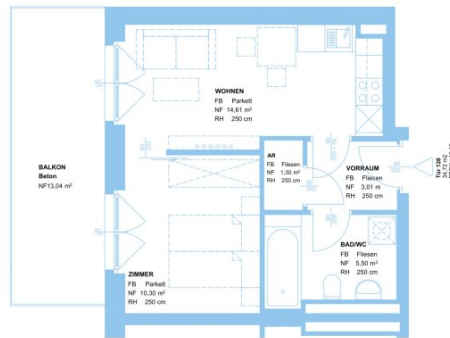 WOHNEN
FB Parkett
NF 14,61 m²
RH 250 cm
BALKON
Beton
NF13,04 m²
AR
FB Fliesen
NF 1,30 m²
RH 250 cm
VORRAUM
FB Fliesen
NF 3,01 m
RH 250 cm
Tür 128
34,72 m2
BAD/WC
FB Fliesen
NF 5,50 m²
RH 250 cm
ZIMMER
FB Parkett
NF 10,30 m²
RH 250 cm